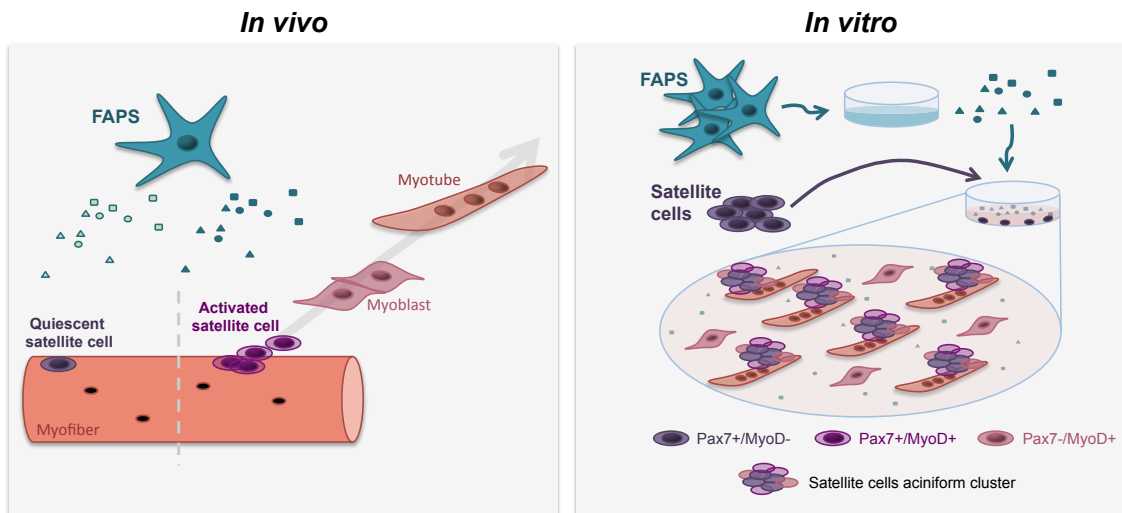 In vivo
FAPS
Myotube
Myoblast
Activated
satellite cell
Quiescent
satellite cell
Myofiber
In vitro
FAPS
Satellite
cells
Pax7+/MyoD-
Pax7+/MyoD+
Pax7-/MyoD+
Satellite cells aciniform cluster